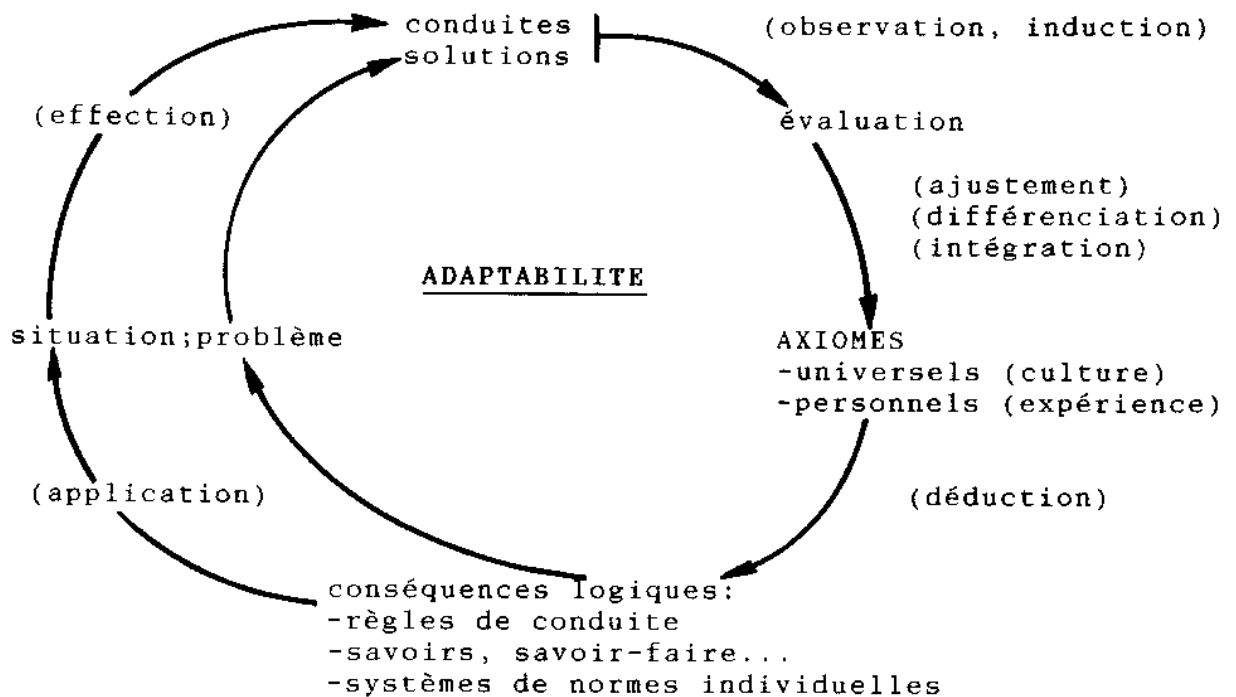 conduites
solutions
(observation, induction)
(effection)
évaluation
(ajustement)
(différenciation)
(intégration)
ADAPTABILITE
situation;problème
AXIOMES
-universels (culture)
-personnels (expérience)
(application)
(déduction)
conséquences logiques:
-règles de conduite
-savoirs, savoir-faire...
-systèmes de normes individuelles